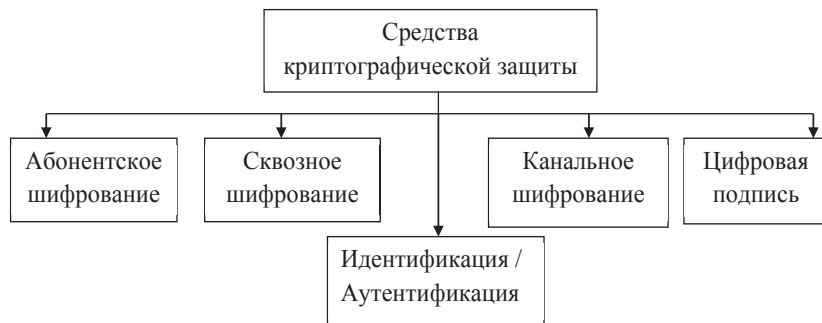 Средства
криптографической защиты
Абонентское
шифрование
Сквозное
шифрование
Канальное
шифрование
Цифровая
подпись
Идентификация /
Аутентификация